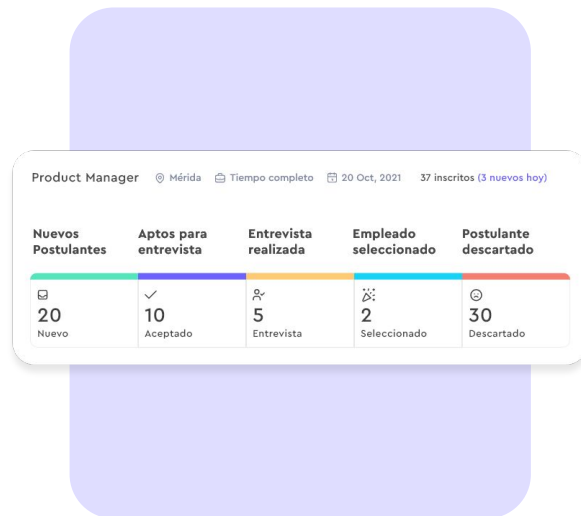 Product Manager Mérida Tiempo completo 20 Oct, 2021 37 inscritos (3 nuevos hoy)
Nuevos Postulantes
Aptos para entrevista
Entrevista realizada
Empleado seleccionado
Postulante descartado
20
Nuevo
10
Aceptado
5
Entrevista
2
Seleccionado
30
Descartado